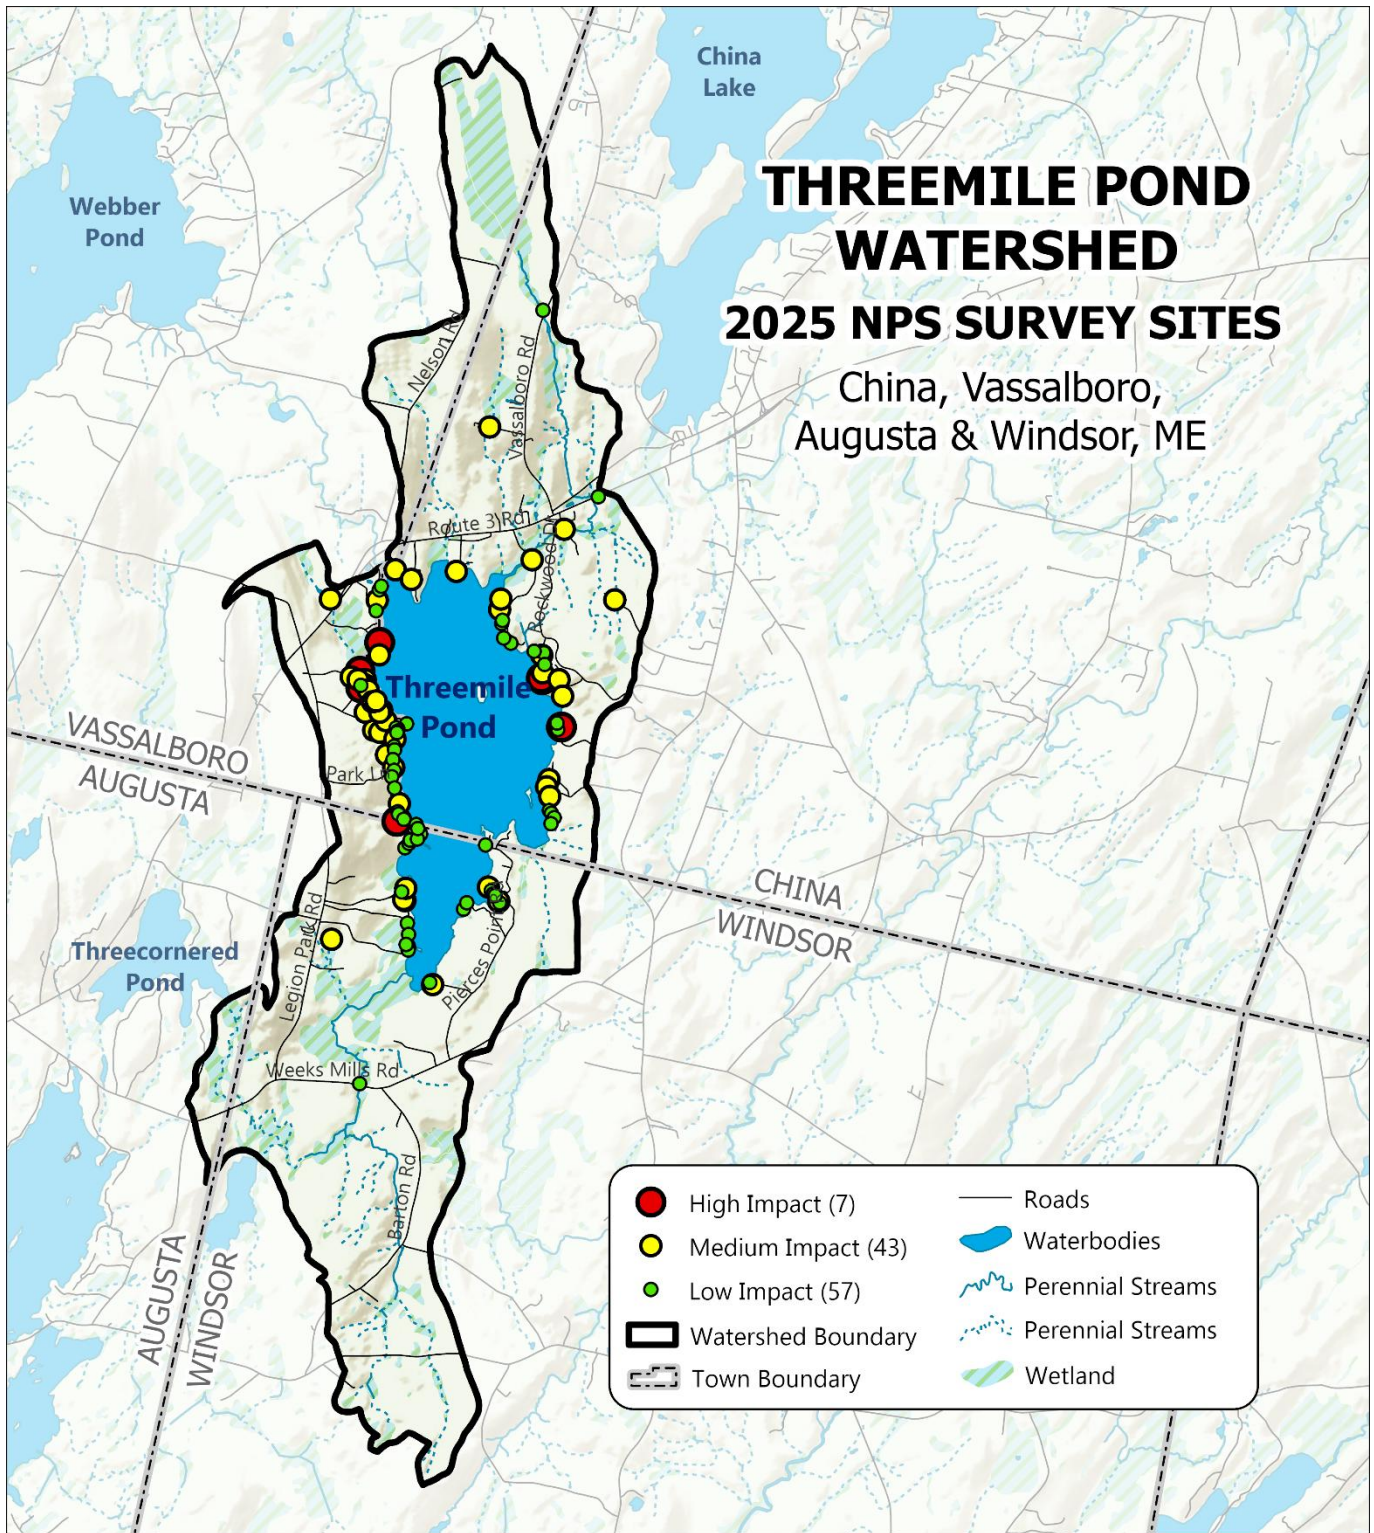 China
Lake
Webber
Pond
THREEMILE POND
WATERSHED
2025 NPS SURVEY SITES
China, Vassalboro,
Augusta & Windsor, ME
Nelson Rd
Vassalboro Rd
Route 3 Rd
Rockwood Dr
Threemile
Pond
VASSALBORO
AUGUSTA
Park Ln
CHINA
WINDSOR
Threecornered
Pond
Legion Park Rd
Pierces Point Rd
Weeks Mills Rd
Barton Rd
AUGUSTA
WINDSOR
High Impact (7)
Medium Impact (43)
Low Impact (57)
Watershed Boundary
Town Boundary
Roads
Waterbodies
Perennial Streams
Perennial Streams
Wetland